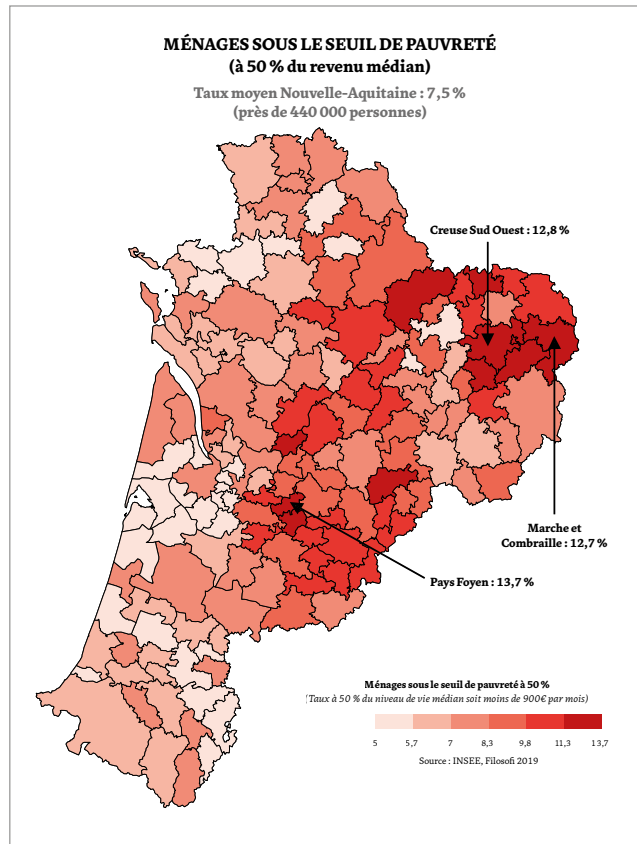 MÉNAGES SOUS LE SEUIL DE PAUVRETÉ
(à 50 % du revenu médian)
Taux moyen Nouvelle-Aquitaine : 7,5 %
(près de 440 000 personnes)
Creuse Sud Ouest : 12,8 %
Marche et
Combraille : 12,7 %
Pays Foyen : 13,7 %
Ménages sous le seuil de pauvreté à 50 %
(Taux à 50 % du niveau de vie médian soit moins de 900€ par mois)
5 5,7 7 8,3 9,8 11,3 13,7
Source : INSEE, Filosofi 2019